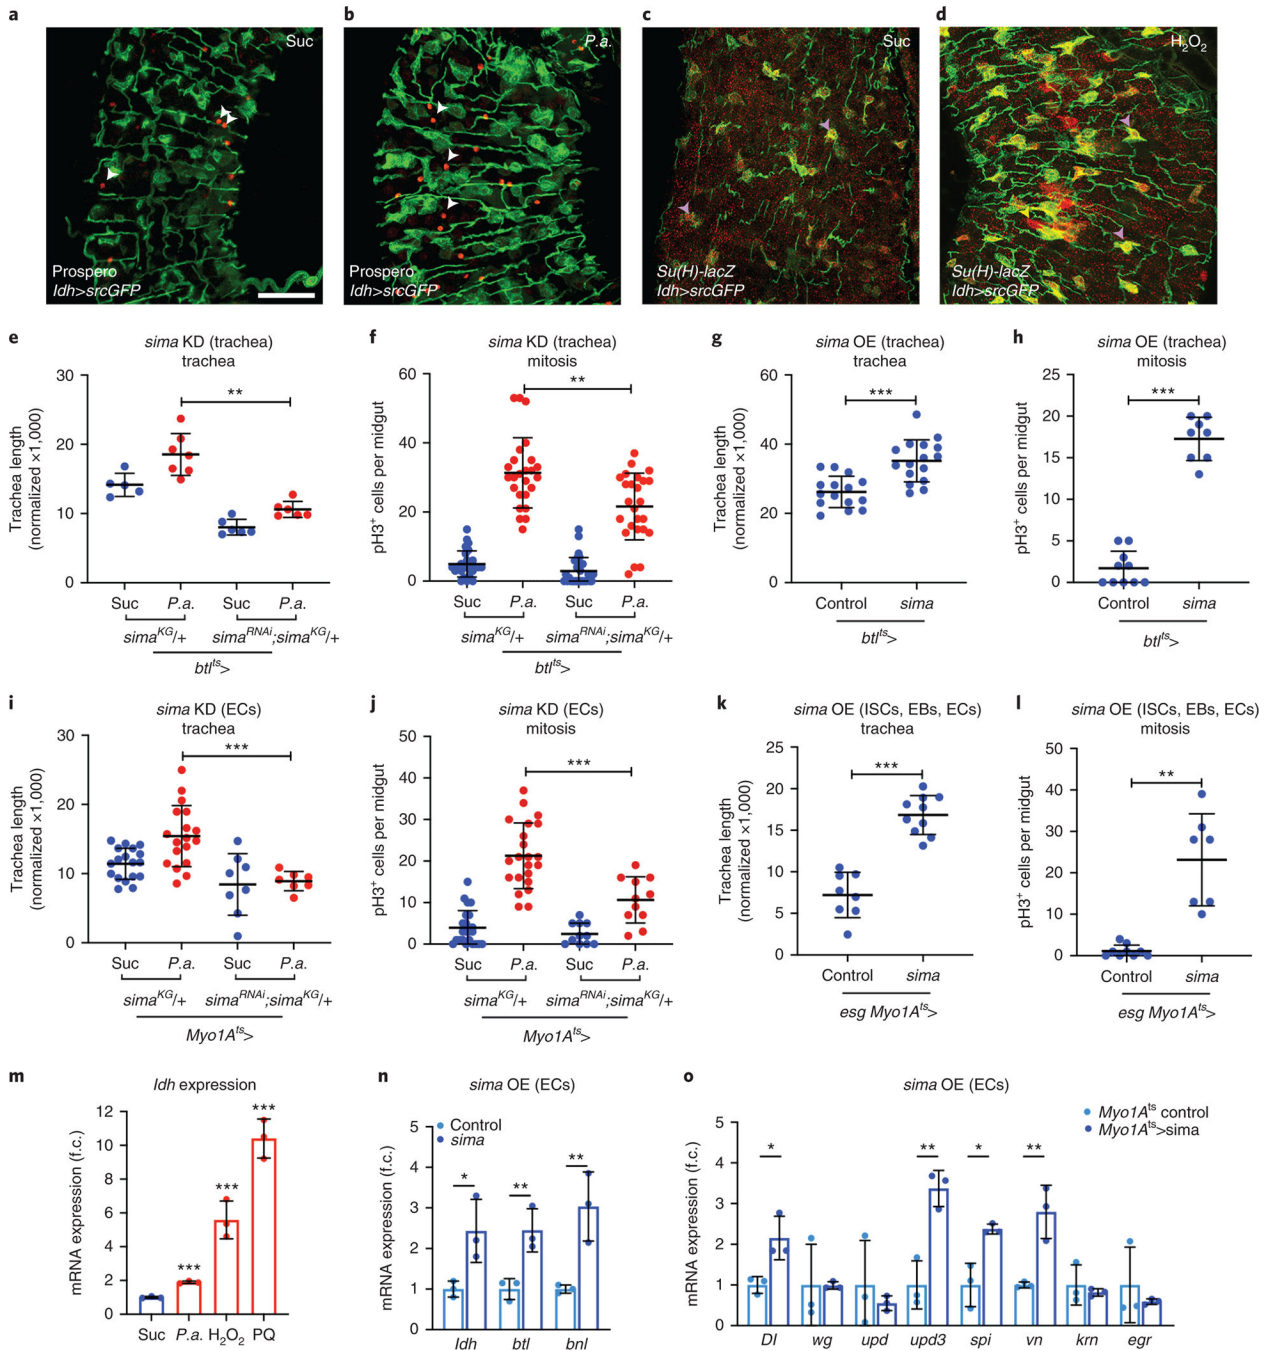 a
Suc
Prospero
Idh>srcGFP
b
P.a.
Prospero
Idh>srcGFP
c
Suc
Su(H)-lacZ
Idh>srcGFP
d
H₂O₂
Su(H)-lacZ
Idh>srcGFP
e
sima KD (trachea)
trachea
Trachea length
(normalized ×1,000)
30
20
10
0
**
Suc P.a. Suc P.a.
simaᴷᴳ/+ simaᴿᴺᴬⁱ;simaᴷᴳ/+
btlᵗˢ>
f
sima KD (trachea)
mitosis
pH3⁺ cells per midgut
60
40
20
0
**
Suc P.a. Suc P.a.
simaᴷᴳ/+ simaᴿᴺᴬⁱ;simaᴷᴳ/+
btlᵗˢ>
g
sima OE (trachea)
trachea
Trachea length
(normalized ×1,000)
60
40
20
0
***
Control sima
btlᵗˢ>
h
sima OE (trachea)
mitosis
pH3⁺ cells per midgut
25
20
15
10
5
0
***
Control sima
btlᵗˢ>
i
sima KD (ECs)
trachea
Trachea length
(normalized ×1,000)
30
20
10
0
***
Suc P.a. Suc P.a.
simaᴷᴳ/+ simaᴿᴺᴬⁱ;simaᴷᴳ/+
Myo1Aᵗˢ>
j
sima KD (ECs)
mitosis
pH3⁺ cells per midgut
50
40
30
20
10
0
***
Suc P.a. Suc P.a.
simaᴷᴳ/+ simaᴿᴺᴬⁱ;simaᴷᴳ/+
Myo1Aᵗˢ>
k
sima OE (ISCs, EBs, ECs)
trachea
Trachea length
(normalized ×1,000)
25
20
15
10
5
0
***
Control sima
esg Myo1Aᵗˢ>
l
sima OE (ISCs, EBs, ECs)
mitosis
pH3⁺ cells per midgut
50
40
30
20
10
0
**
Control sima
esg Myo1Aᵗˢ>
m
Idh expression
mRNA expression (f.c.)
12
10
8
6
4
2
0
*** *** ***
Suc P.a. H₂O₂ PQ
n
sima OE (ECs)
Control
sima
mRNA expression (f.c.)
5
4
3
2
1
0
* ** **
Idh btl bnl
o
sima OE (ECs)
Myo1Aᵗˢ control
Myo1Aᵗˢ>sima
mRNA expression (f.c.)
5
4
3
2
1
0
* ** * **
Dl wg upd upd3 spi vn krn egr